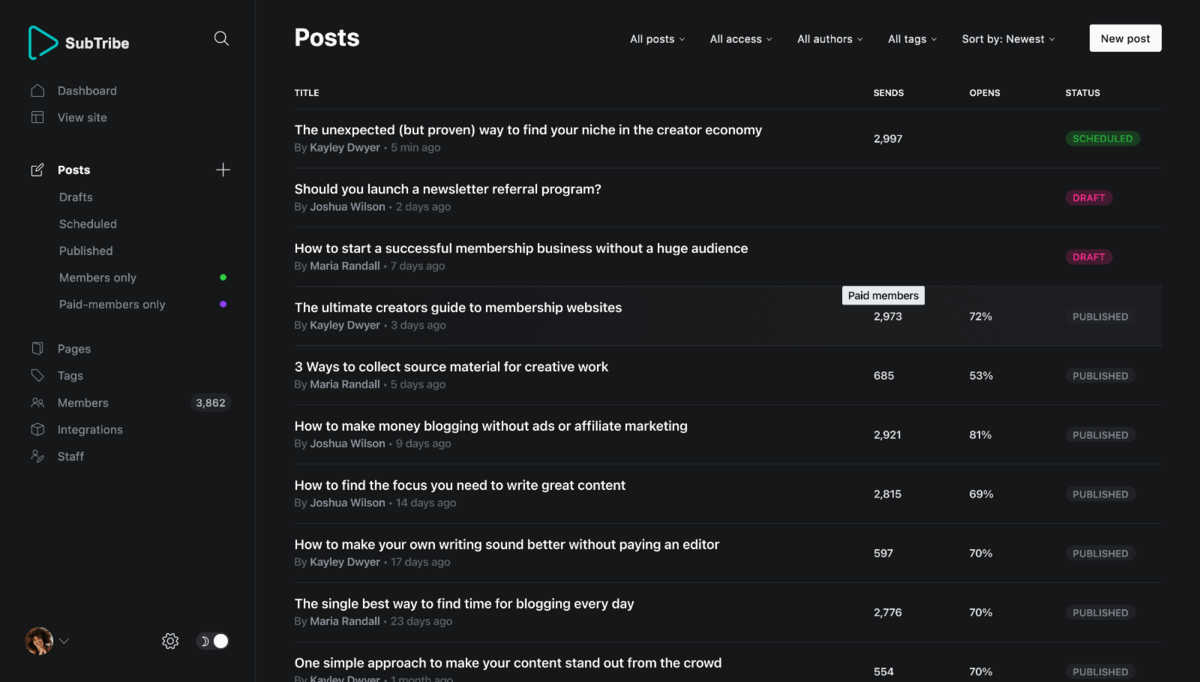 SubTribe
Dashboard
View site
Posts
Drafts
Scheduled
Published
Members only
Paid-members only
Pages
Tags
Members 3,862
Integrations
Staff
Posts
All posts All access All authors All tags Sort by: Newest New post
TITLE SENDS OPENS STATUS
The unexpected (but proven) way to find your niche in the creator economy
By Kayley Dwyer • 5 min ago
2,997 SCHEDULED
Should you launch a newsletter referral program?
By Joshua Wilson • 2 days ago
DRAFT
How to start a successful membership business without a huge audience
By Maria Randall • 7 days ago
DRAFT
Paid members
The ultimate creators guide to membership websites
By Kayley Dwyer • 3 days ago
2,973 72% PUBLISHED
3 Ways to collect source material for creative work
By Maria Randall • 5 days ago
685 53% PUBLISHED
How to make money blogging without ads or affiliate marketing
By Joshua Wilson • 9 days ago
2,921 81% PUBLISHED
How to find the focus you need to write great content
By Joshua Wilson • 14 days ago
2,815 69% PUBLISHED
How to make your own writing sound better without paying an editor
By Kayley Dwyer • 17 days ago
597 70% PUBLISHED
The single best way to find time for blogging every day
By Maria Randall • 23 days ago
2,776 70% PUBLISHED
One simple approach to make your content stand out from the crowd
By Kayley Dwyer • 1 month ago
554 70% PUBLISHED